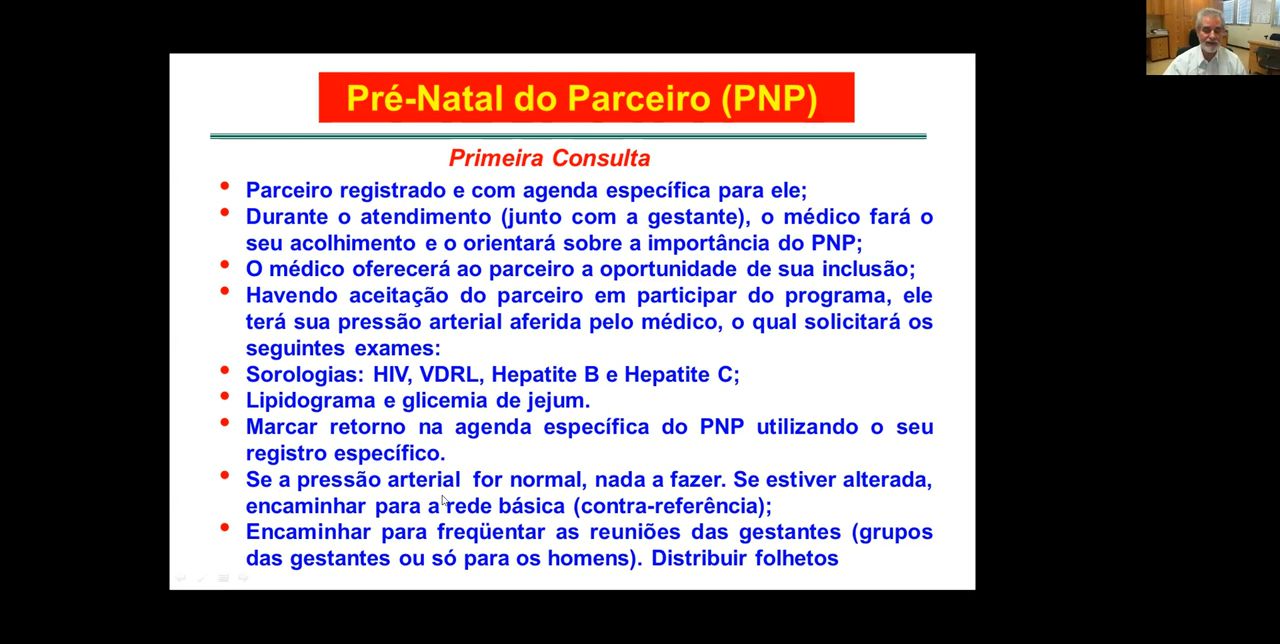 Pré-Natal do Parceiro (PNP)
Primeira Consulta
• Parceiro registrado e com agenda específica para ele;
• Durante o atendimento (junto com a gestante), o médico fará o
seu acolhimento e o orientará sobre a importância do PNP;
• O médico oferecerá ao parceiro a oportunidade de sua inclusão;
• Havendo aceitação do parceiro em participar do programa, ele
terá sua pressão arterial aferida pelo médico, o qual solicitará os
seguintes exames:
• Sorologias: HIV, VDRL, Hepatite B e Hepatite C;
• Lipidograma e glicemia de jejum.
• Marcar retorno na agenda específica do PNP utilizando o seu
registro específico.
• Se a pressão arterial for normal, nada a fazer. Se estiver alterada,
encaminhar para a rede básica (contra-referência);
• Encaminhar para freqüentar as reuniões das gestantes (grupos
das gestantes ou só para os homens). Distribuir folhetos